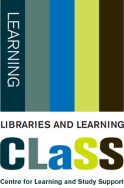 LEARNING
LIBRARIES AND LEARNING
CLaSS
Centre for Learning and Study Support